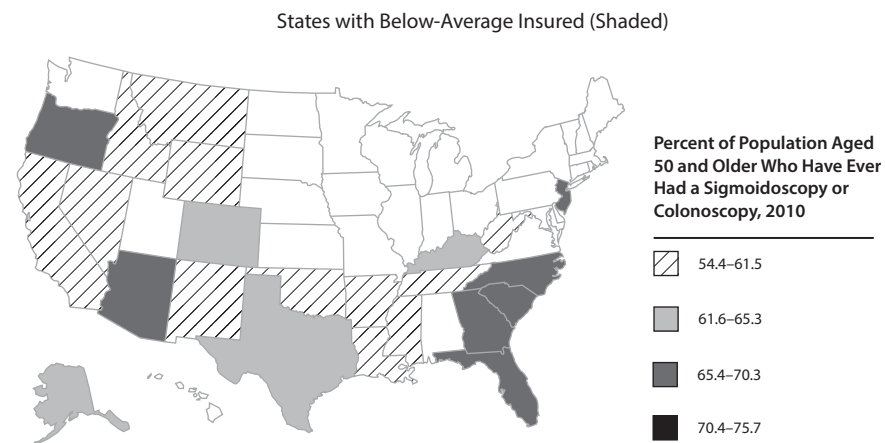 States with Below-Average Insured (Shaded)
Percent of Population Aged
50 and Older Who Have Ever
Had a Sigmoidoscopy or
Colonoscopy, 2010
54.4–61.5
61.6–65.3
65.4–70.3
70.4–75.7